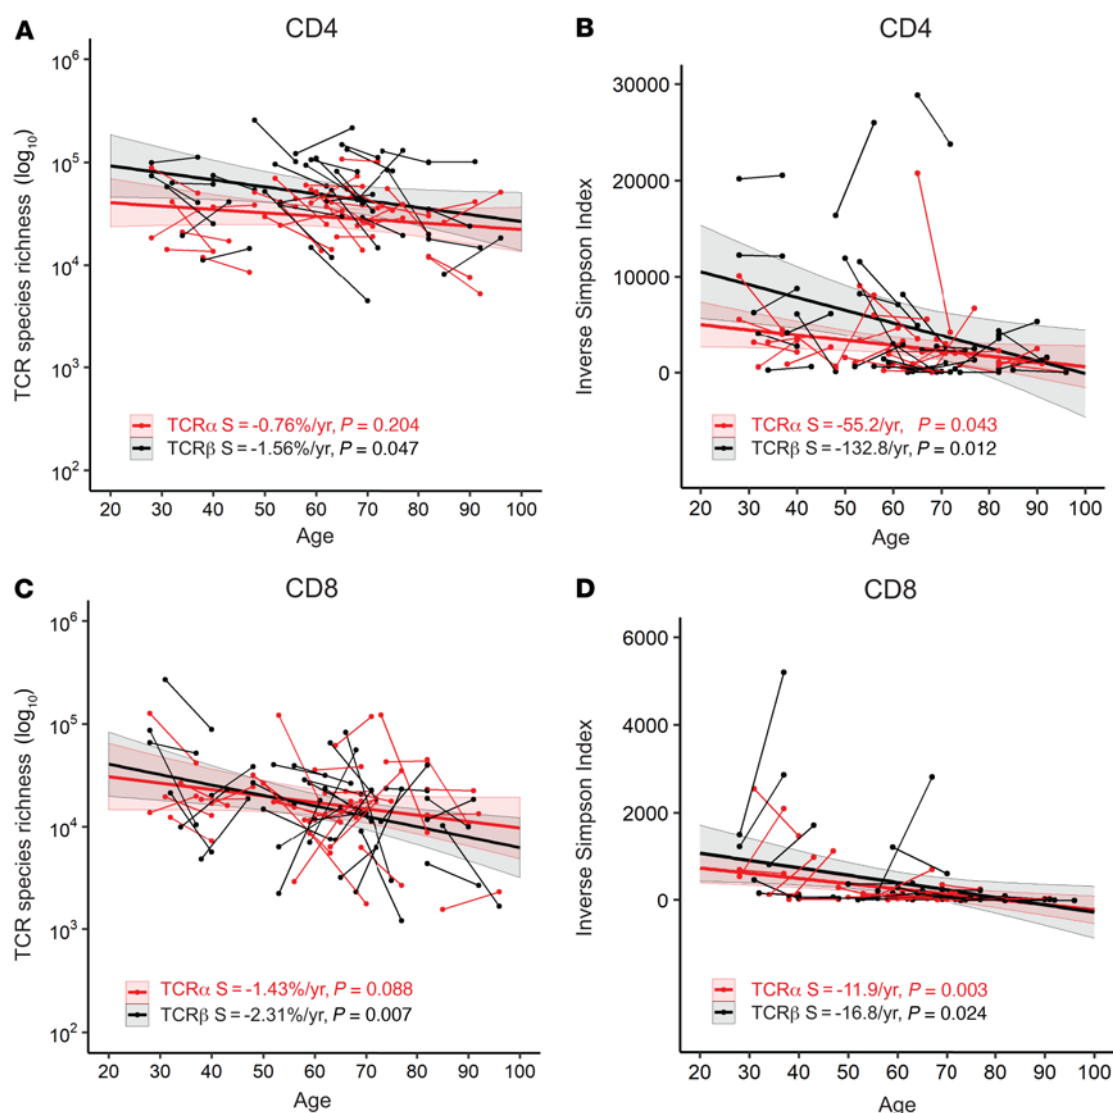 A
CD4
TCR species richness (log10)
10^6
10^5
10^4
10^3
10^2
TCRα S = -0.76%/yr, P = 0.204
TCRβ S = -1.56%/yr, P = 0.047
20 30 40 50 60 70 80 90 100
Age
B
CD4
Inverse Simpson Index
30000
20000
10000
0
TCRα S = -55.2/yr, P = 0.043
TCRβ S = -132.8/yr, P = 0.012
20 30 40 50 60 70 80 90 100
Age
C
CD8
TCR species richness (log10)
10^6
10^5
10^4
10^3
10^2
TCRα S = -1.43%/yr, P = 0.088
TCRβ S = -2.31%/yr, P = 0.007
20 30 40 50 60 70 80 90 100
Age
D
CD8
Inverse Simpson Index
6000
4000
2000
0
TCRα S = -11.9/yr, P = 0.003
TCRβ S = -16.8/yr, P = 0.024
20 30 40 50 60 70 80 90 100
Age